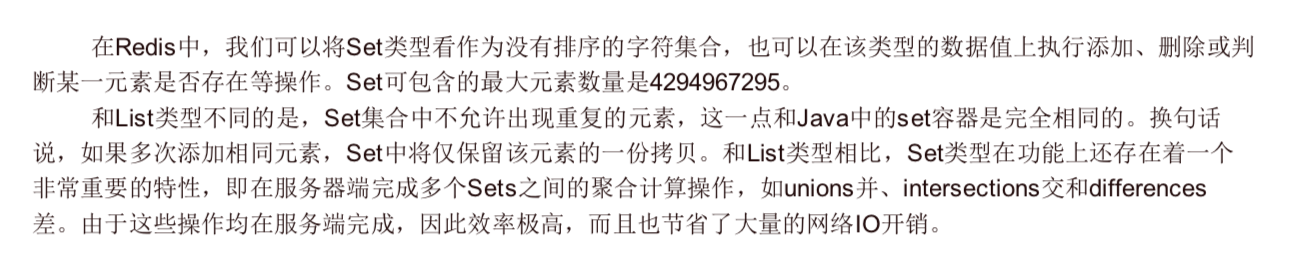 在Redis中，我们可以将Set类型看作为没有排序的字符集合，也可以在该类型的数据值上执行添加、删除或判
断某一元素是否存在等操作。Set可包含的最大元素数量是4294967295。
和List类型不同的是，Set集合中不允许出现重复的元素，这一点和Java中的set容器是完全相同的。换句话
说，如果多次添加相同元素，Set中将仅保留该元素的一份拷贝。和List类型相比，Set类型在功能上还存在着一个
非常重要的特性，即在服务器端完成多个Sets之间的聚合计算操作，如unions并、intersections交和differences
差。由于这些操作均在服务端完成，因此效率极高，而且也节省了大量的网络IO开销。